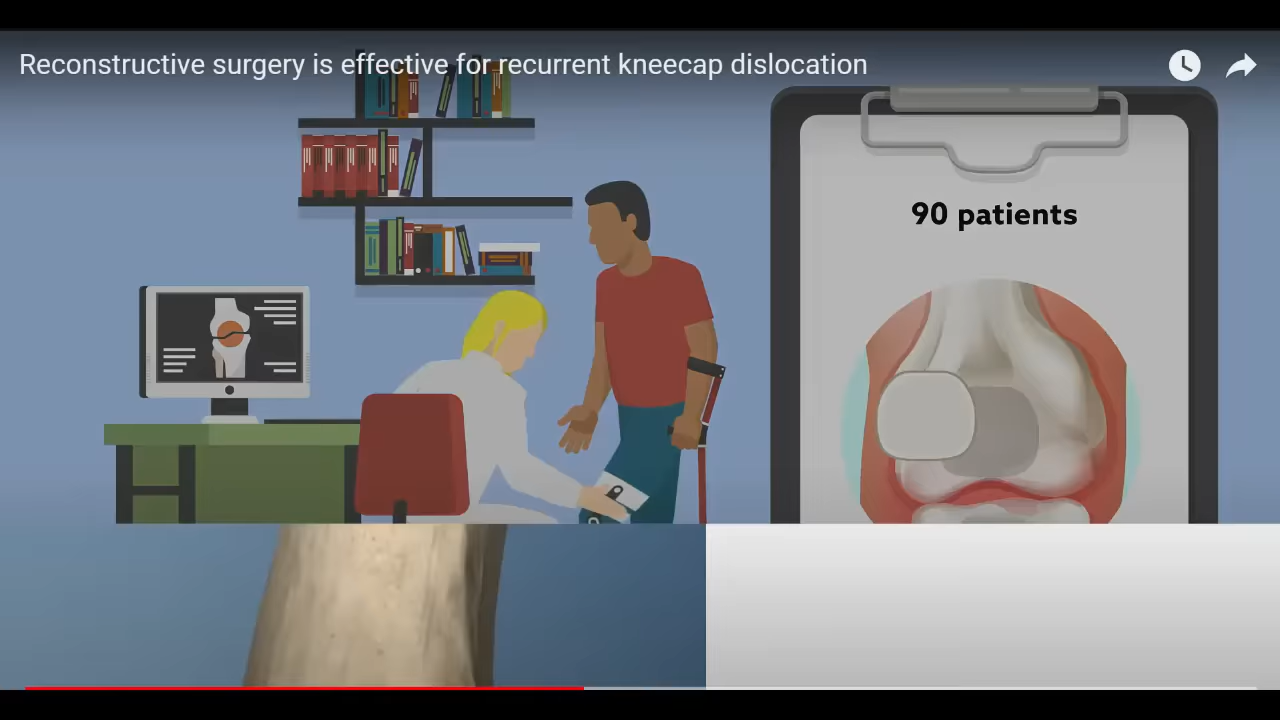 Reconstructive surgery is effective for recurrent kneecap dislocation
90 patients